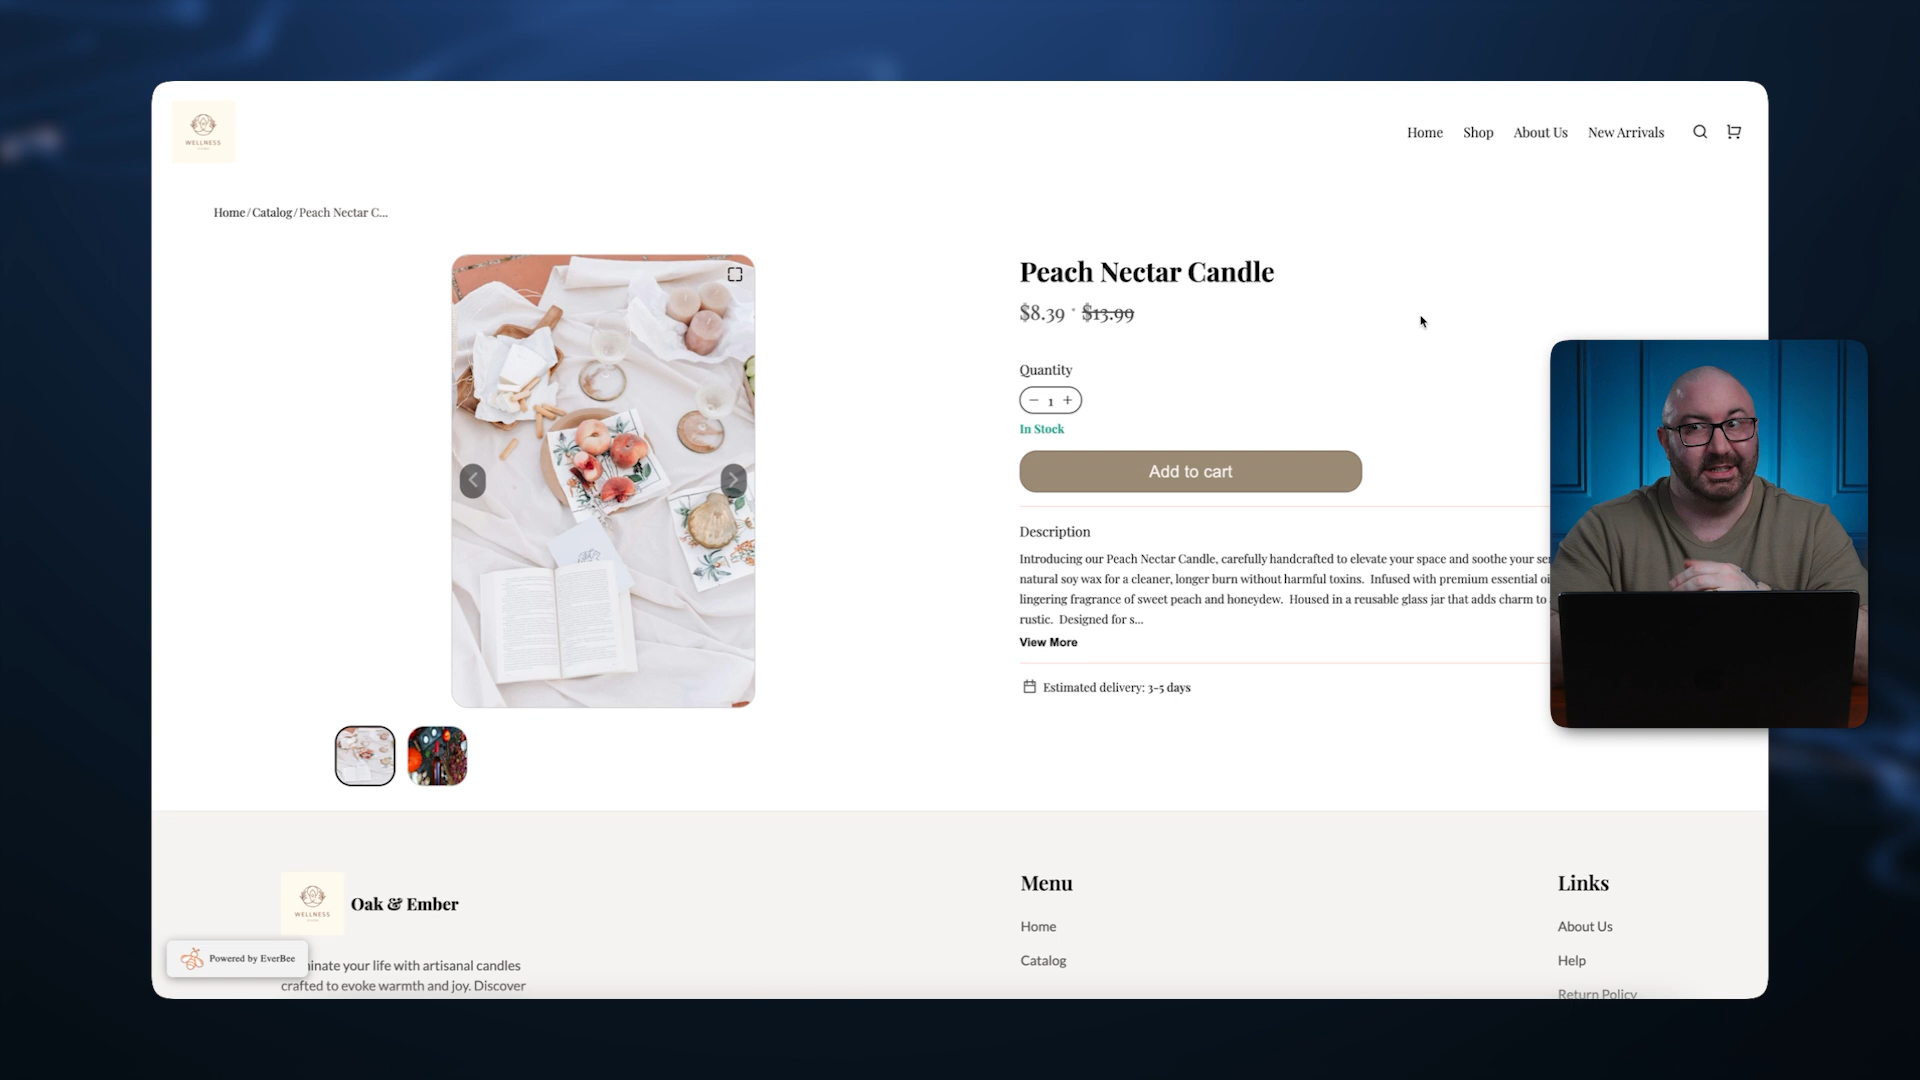 WELLNESS
Home Shop About Us New Arrivals
Home / Catalog / Peach Nectar C...
Peach Nectar Candle
$8.39 $13.99
Quantity
1
In Stock
Add to cart
Description
Introducing our Peach Nectar Candle, carefully handcrafted to elevate your space and soothe your
natural soy wax for a cleaner, longer burn without harmful toxins. Infused with premium essential
lingering fragrance of sweet peach and honeydew. Housed in a reusable glass jar that adds charm to
rustic. Designed for s...
View More
Estimated delivery: 3-5 days
WELLNESS
Oak & Ember
your life with artisanal candles
crafted to evoke warmth and joy. Discover
Powered by EverBee
Menu
Home
Catalog
Links
About Us
Help
Return Policy